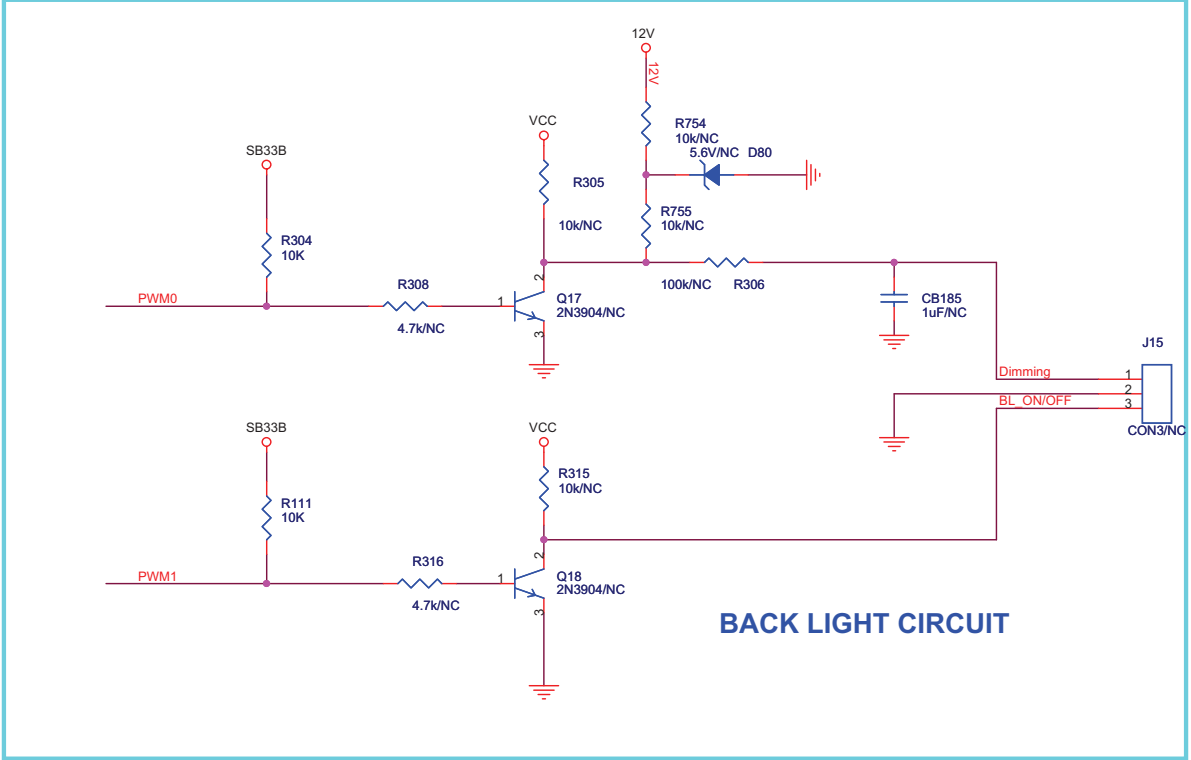 12V
12V
R754
10k/NC
5.6V/NC D80
VCC
SB33B
R305
R755
10k/NC
10k/NC
R304
10K
R308
100k/NC R306
2
PWM0
1
Q17
2N3904/NC
CB185
1uF/NC
4.7k/NC
3
J15
Dimming
1
2
BL_ON/OFF
3
CON3/NC
SB33B
VCC
R315
10k/NC
R111
10K
R316
2
PWM1
1
Q18
2N3904/NC
4.7k/NC
3
BACK LIGHT CIRCUIT